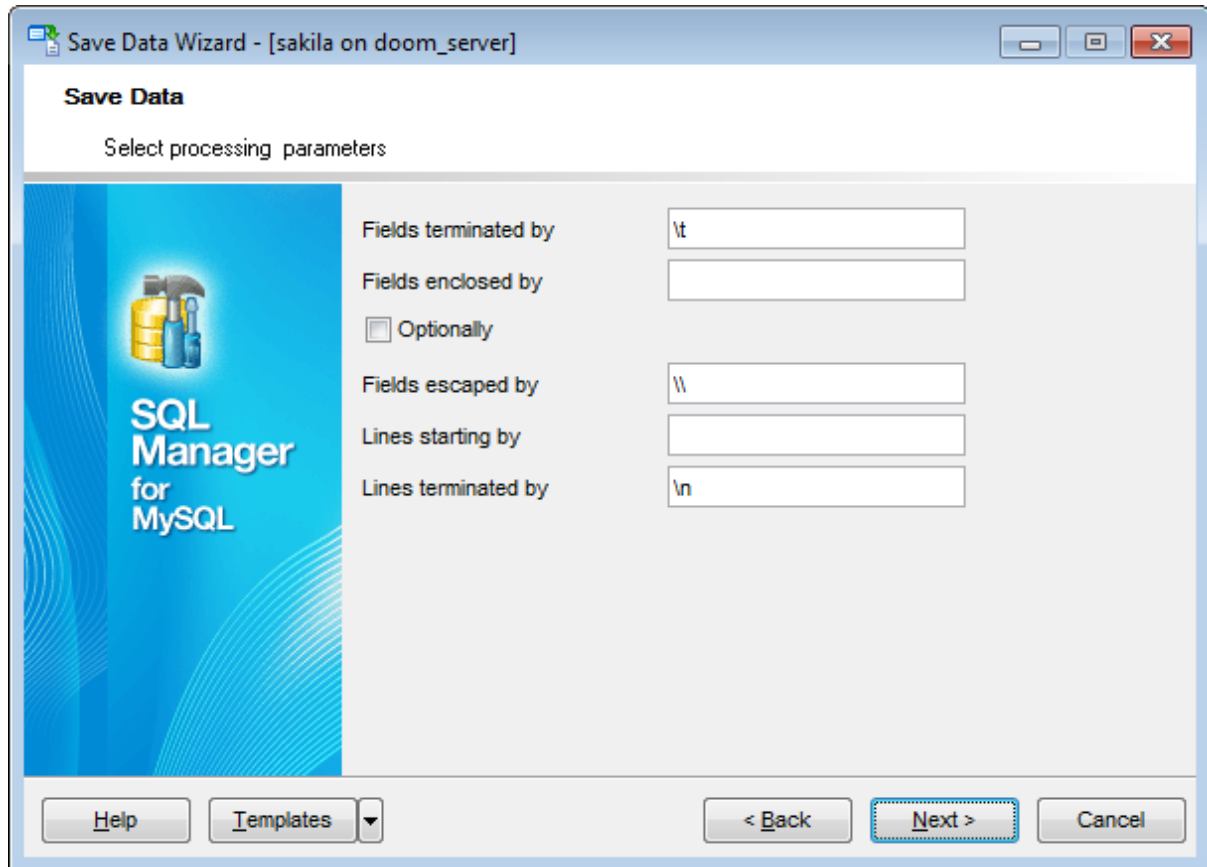 Save Data Wizard - [sakila on doom_server]
Save Data
Select processing parameters
Fields terminated by
\t
Fields enclosed by
Optionally
Fields escaped by
\\
Lines starting by
Lines terminated by
\n
SQL
Manager
for
MySQL
Help
Templates
< Back
Next >
Cancel